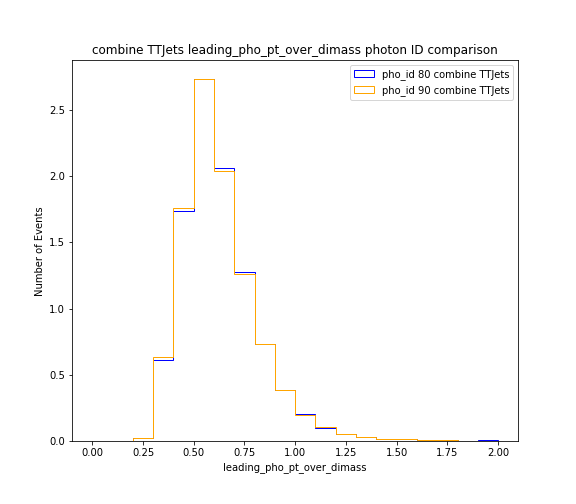 combine TTJets leading_pho_pt_over_dimass photon ID comparison
pho_id 80 combine TTJets
pho_id 90 combine TTJets
Number of Events
2.5
2.0
1.5
1.0
0.5
0.0
0.00 0.25 0.50 0.75 1.00 1.25 1.50 1.75 2.00
leading_pho_pt_over_dimass